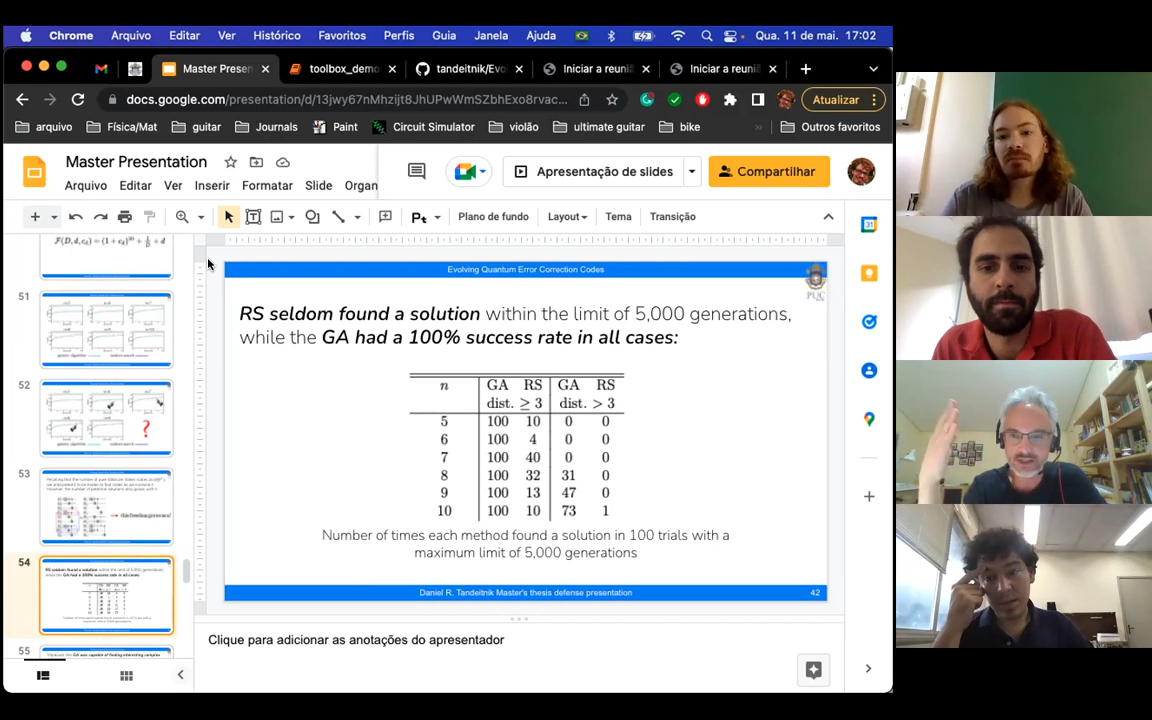 Chrome Arquivo Editar Ver Histórico Favoritos Perfis Guia Janela Ajuda Qua. 11 de mai. 17:02
Master Presen toolbox_demo tandeitnik/Evo Iniciar a reuniã Iniciar a reuniã
docs.google.com/presentation/d/13jwy67nMhzijt8JhUPwWmSZbhExo8rvac... Atualizar
arquivo Física/Mat guitar Journals Paint Circuit Simulator violão ultimate guitar bike » Outros favoritos
Master Presentation
Apresentação de slides
Compartilhar
Arquivo Editar Ver Inserir Formatar Slide Organ
Plano de fundo Layout Tema Transição
51
52
?
53
54
55
Evolving Quantum Error Correction Codes
PUC
RS seldom found a solution within the limit of 5,000 generations,
while the GA had a 100% success rate in all cases:
n GA RS GA RS
dist. ≥ 3 dist. > 3
5 100 10 0 0
6 100 4 0 0
7 100 40 0 0
8 100 32 31 0
9 100 13 47 0
10 100 10 73 1
Number of times each method found a solution in 100 trials with a
maximum limit of 5,000 generations
Daniel R. Tandeitnik Master's thesis defense presentation 42
Clique para adicionar as anotações do apresentador